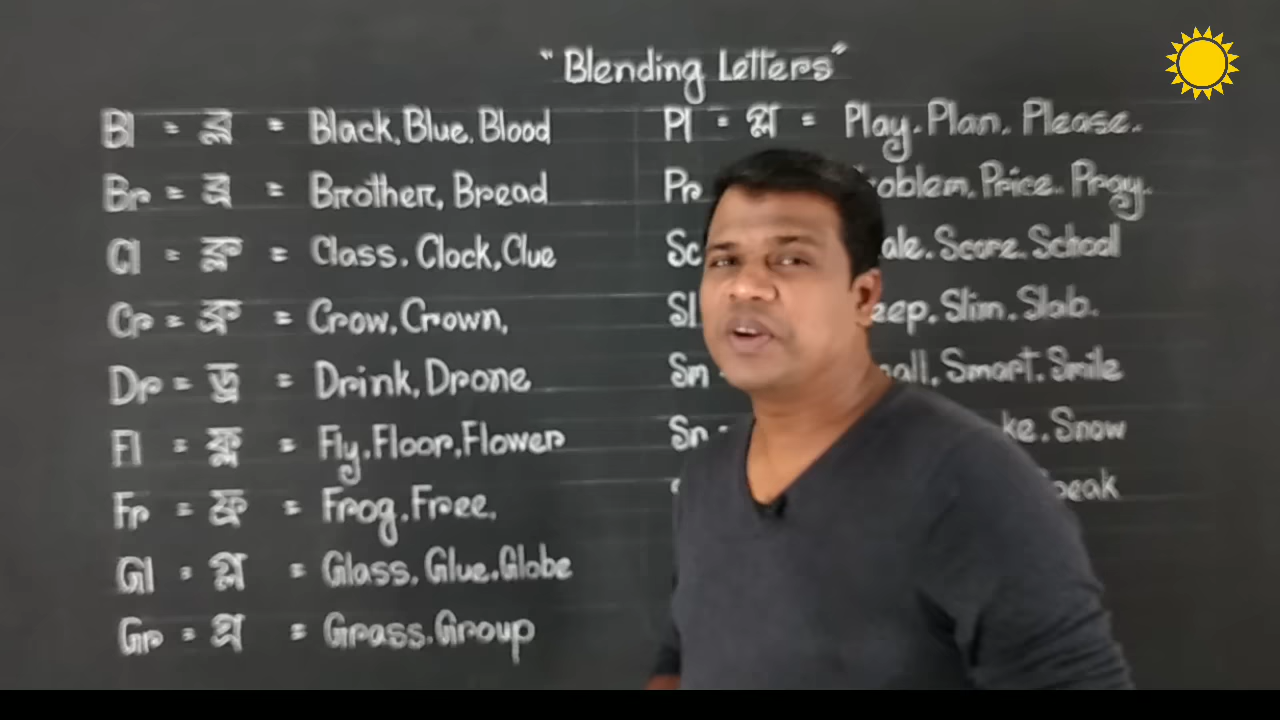 "Blending Letters"
Bl = ব্ল = Black, Blue, Blood
Br = ব্র = Brother, Bread
Cl = ক্ল = Class, Clock, Clue
Cr = ক্র = Crow, Crown,
Dr = ড্র = Drink, Drone
Fl = ফ্ল = Fly, Floor, Flower
Fr = ফ্র = Frog, Free,
Gl = গ্ল = Glass, Glue, Globe
Gr = গ্র = Grass, Group
Pl = প্ল = Play, Plan, Please.
Pr oblem, Price, Pray.
Sc ale, Score, School
Sl eep, Slim, Slab.
Sm = all, Smart, Smile
Sn = ke, Snow
peak